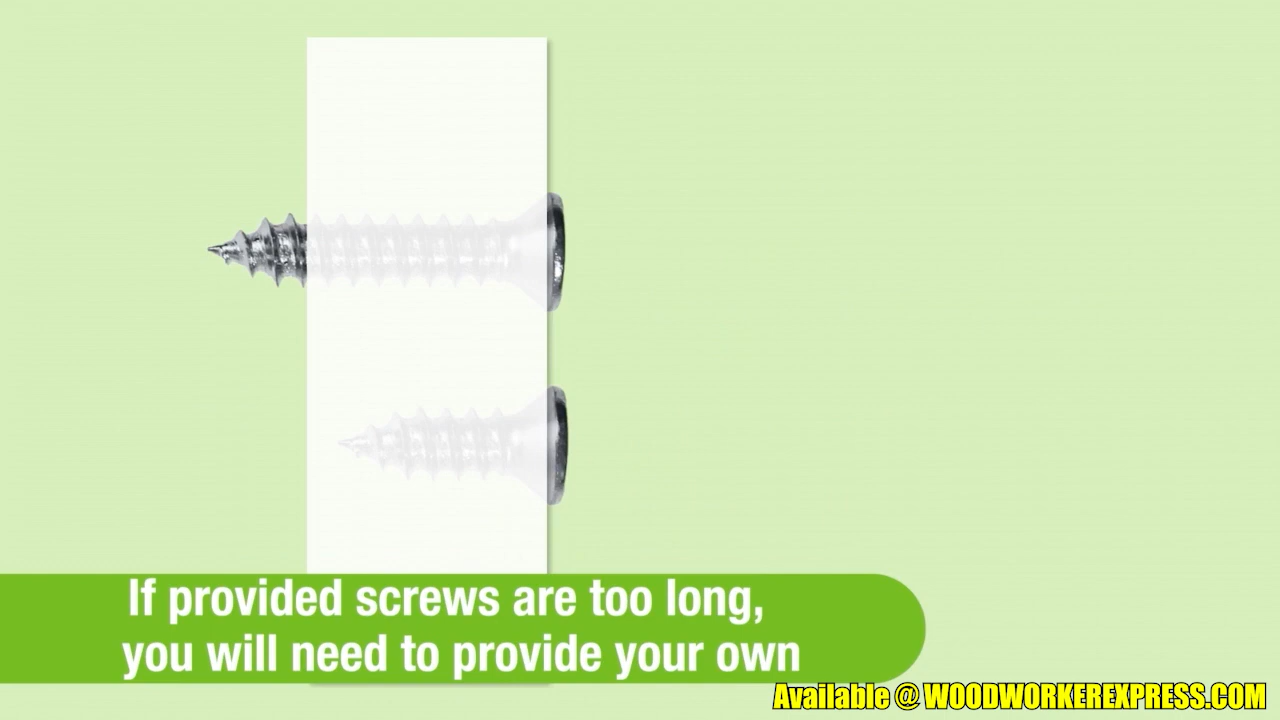 If provided screws are too long,
you will need to provide your own
Available @ WOODWORKEREXPRESS.COM